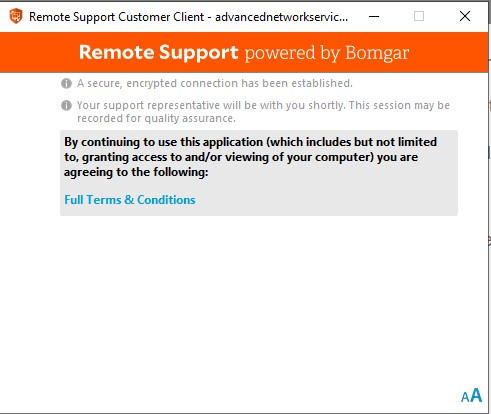 Remote Support Customer Client - advancednetworkservic...
Remote Support powered by Bomgar
A secure, encrypted connection has been established.
Your support representative will be with you shortly. This session may be
recorded for quality assurance.
By continuing to use this application (which includes but not limited
to, granting access to and/or viewing of your computer) you are
agreeing to the following:
Full Terms & Conditions
AA